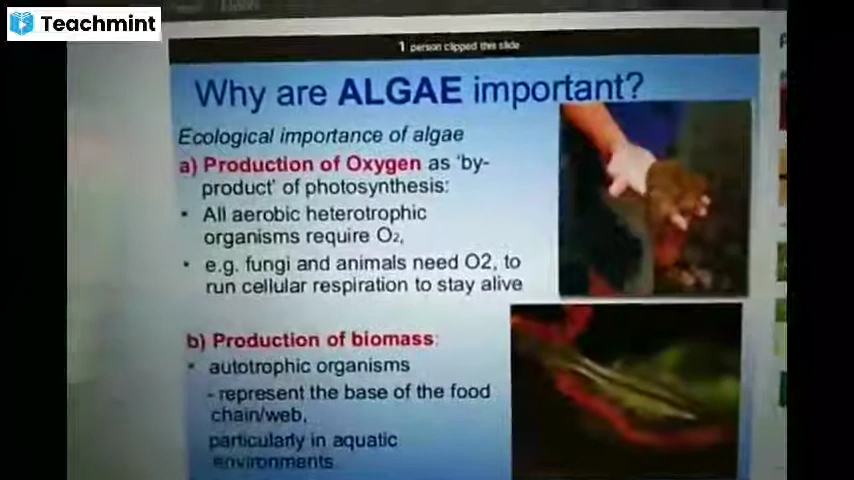 Teachmint
1 person clipped this slide
Why are ALGAE important?
Ecological importance of algae
a) Production of Oxygen as 'by-
product' of photosynthesis:
• All aerobic heterotrophic
organisms require O2,
• e.g. fungi and animals need O2, to
run cellular respiration to stay alive
b) Production of biomass:
• autotrophic organisms
- represent the base of the food
chain/web,
particularly in aquatic
environments.